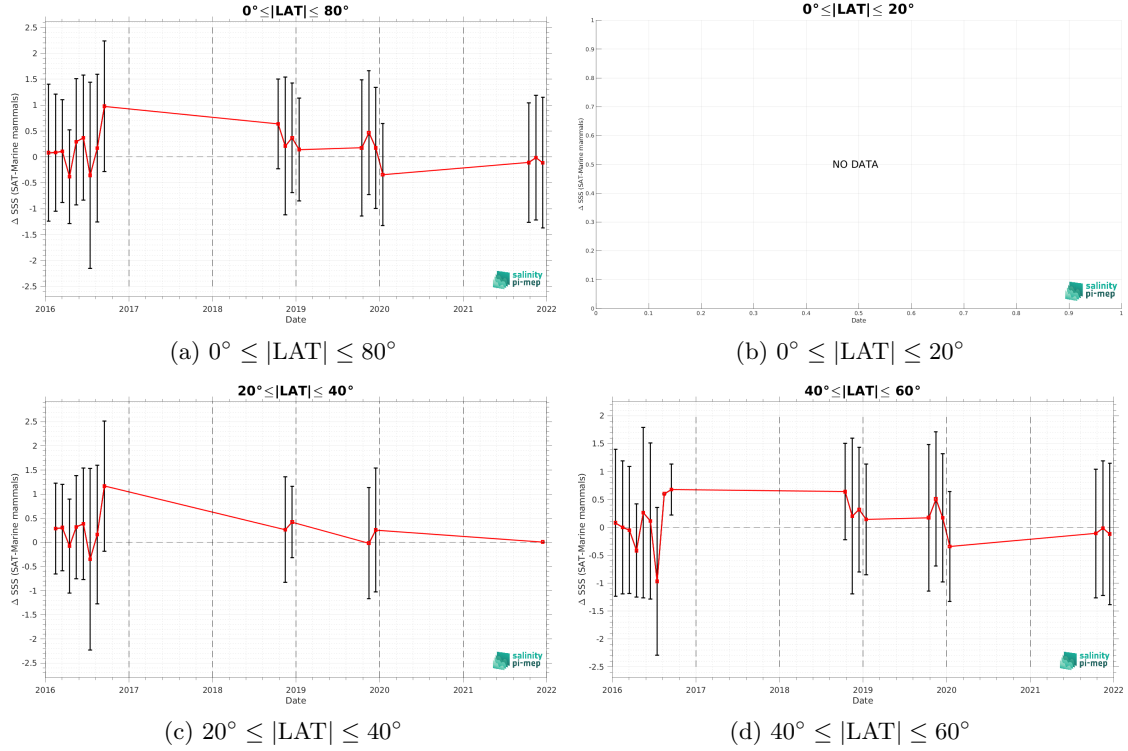 0°≤|LAT|≤ 80°
Δ SSS (SAT-Marine mammals)
2.5
2
1.5
1
0.5
0
-0.5
-1
-1.5
-2
-2.5
2016 2017 2018 2019 2020 2021 2022
Date
salinity
pi-mep
(a) 0° ≤ |LAT| ≤ 80°
0°≤|LAT|≤ 20°
Δ SSS (SAT-Marine mammals)
1
0.9
0.8
0.7
0.6
0.5
0.4
0.3
0.2
0.1
0
NO DATA
0 0.1 0.2 0.3 0.4 0.5 0.6 0.7 0.8 0.9 1
Date
salinity
pi-mep
(b) 0° ≤ |LAT| ≤ 20°
20°≤|LAT|≤ 40°
Δ SSS (SAT-Marine mammals)
2.5
2
1.5
1
0.5
0
-0.5
-1
-1.5
-2
-2.5
2016 2017 2018 2019 2020 2021 2022
Date
salinity
pi-mep
(c) 20° ≤ |LAT| ≤ 40°
40°≤|LAT|≤ 60°
Δ SSS (SAT-Marine mammals)
2
1.5
1
0.5
0
-0.5
-1
-1.5
-2
-2.5
2016 2017 2018 2019 2020 2021 2022
Date
salinity
pi-mep
(d) 40° ≤ |LAT| ≤ 60°